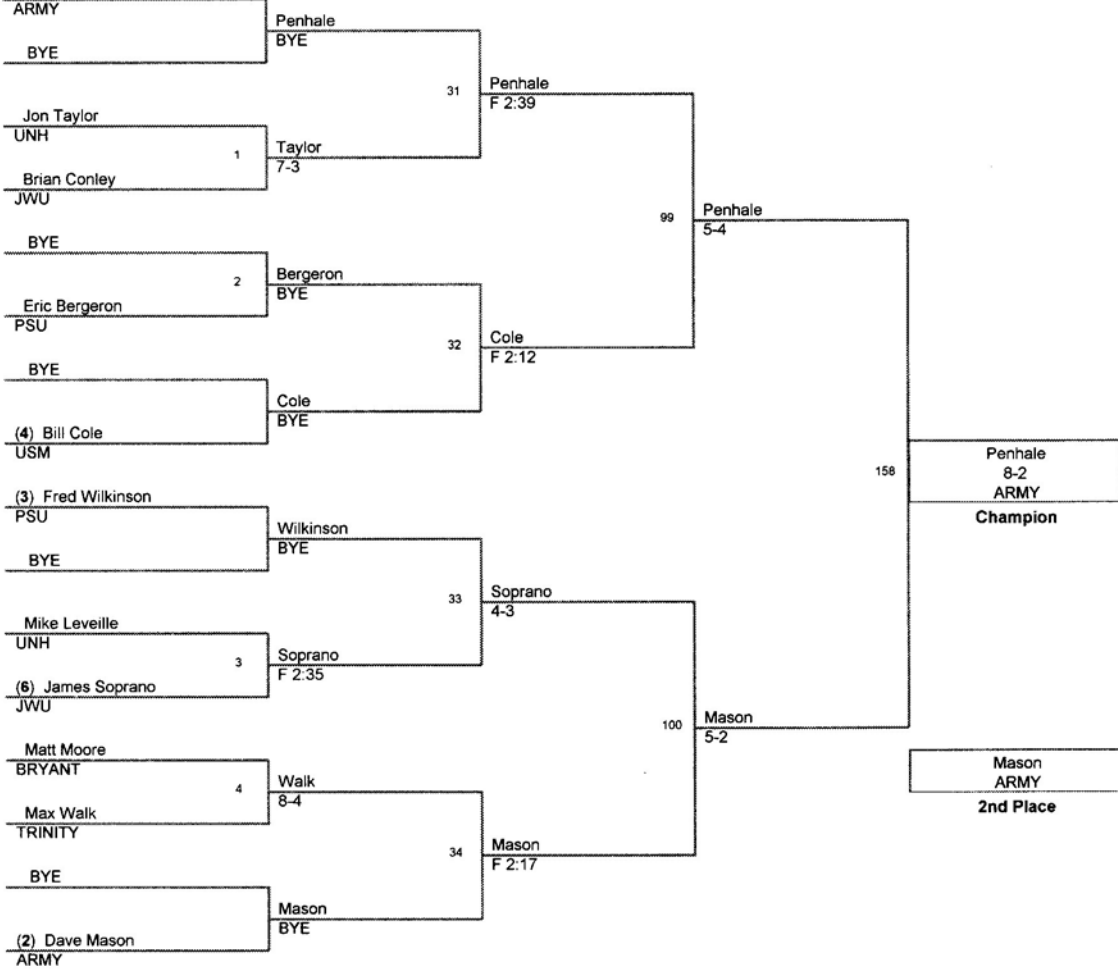 ARMY
BYE
Penhale
BYE
31
Penhale
F 2:39
Jon Taylor
UNH
1
Taylor
7-3
Brian Conley
JWU
99
Penhale
5-4
BYE
2
Bergeron
BYE
Eric Bergeron
PSU
32
Cole
F 2:12
BYE
Cole
BYE
(4) Bill Cole
USM
158
Penhale
8-2
ARMY
Champion
(3) Fred Wilkinson
PSU
Wilkinson
BYE
BYE
33
Soprano
4-3
Mike Leveille
UNH
3
Soprano
F 2:35
(6) James Soprano
JWU
100
Mason
5-2
Matt Moore
BRYANT
4
Walk
8-4
Max Walk
TRINITY
34
Mason
F 2:17
BYE
Mason
BYE
(2) Dave Mason
ARMY
Mason
ARMY
2nd Place